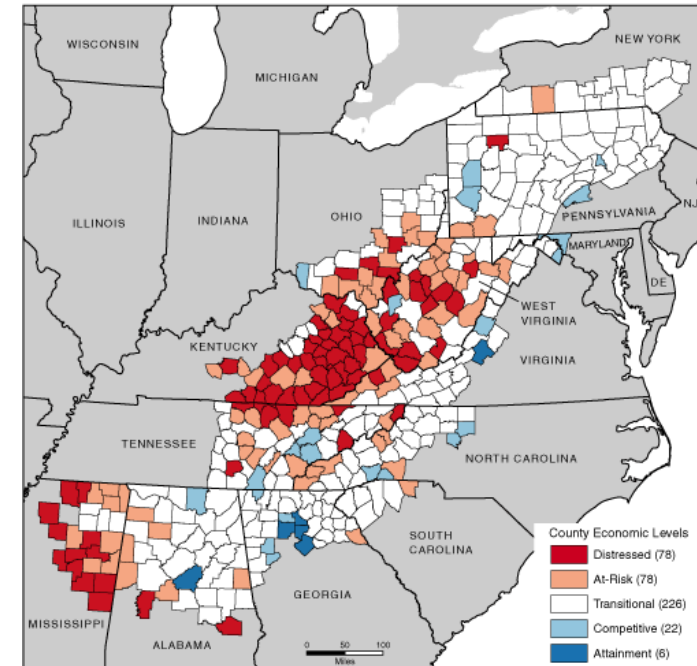 WISCONSIN
NEW YORK
MICHIGAN
ILLINOIS
INDIANA
OHIO
PENNSYLVANIA
NJ
MARYLAND
DE
WEST
VIRGINIA
KENTUCKY
VIRGINIA
TENNESSEE
NORTH CAROLINA
SOUTH
CAROLINA
GEORGIA
MISSISSIPPI
ALABAMA
0 50 100
Miles
County Economic Levels
Distressed (78)
At-Risk (78)
Transitional (226)
Competitive (22)
Attainment (6)